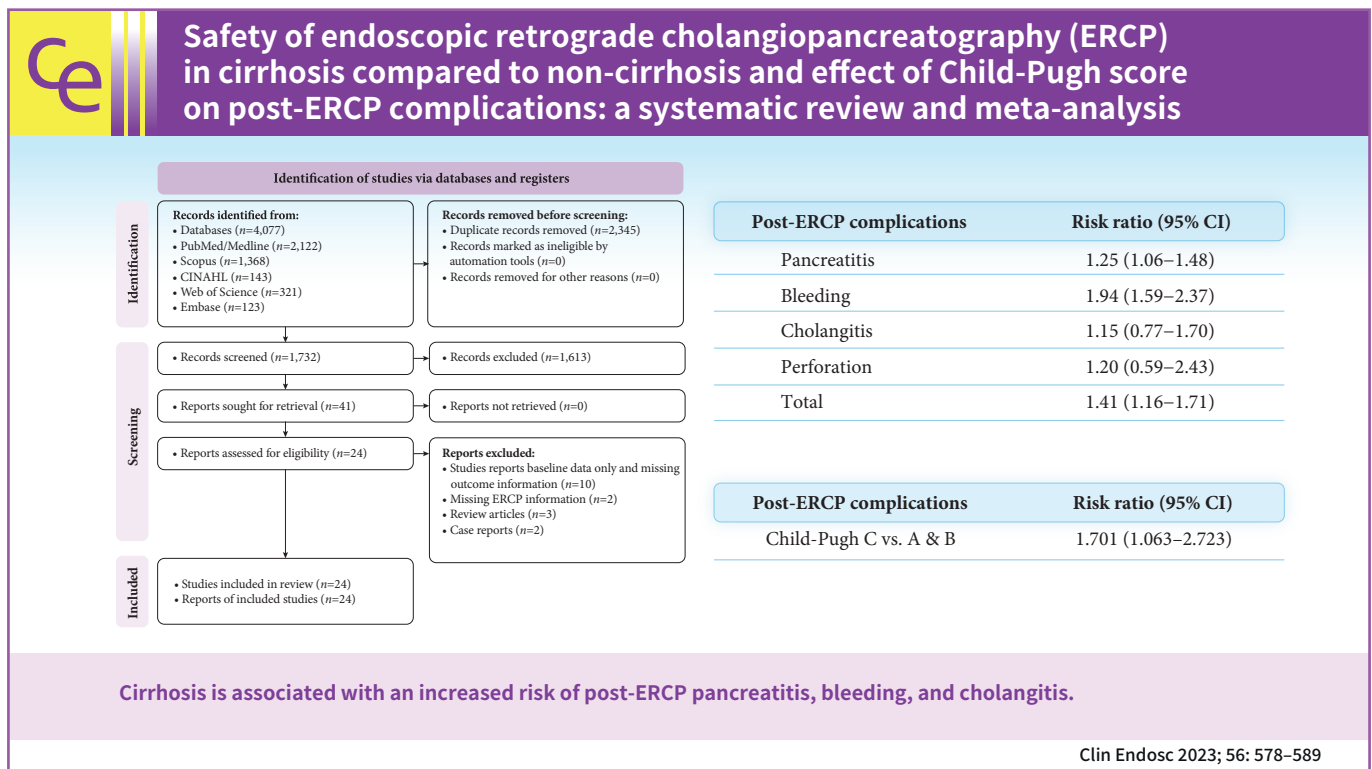 Ce
Safety of endoscopic retrograde cholangiopancreatography (ERCP)
in cirrhosis compared to non-cirrhosis and effect of Child-Pugh score
on post-ERCP complications: a systematic review and meta-analysis
Identification of studies via databases and registers
Identification
Records identified from:
• Databases (n=4,077)
• PubMed/Medline (n=2,122)
• Scopus (n=1,368)
• CINAHL (n=143)
• Web of Science (n=321)
• Embase (n=123)
Records removed before screening:
• Duplicate records removed (n=2,345)
• Records marked as ineligible by
automation tools (n=0)
• Records removed for other reasons (n=0)
Screening
• Records screened (n=1,732)
• Records excluded (n=1,613)
• Reports sought for retrieval (n=41)
• Reports not retrieved (n=0)
• Reports assessed for eligibility (n=24)
Reports excluded:
• Studies reports baseline data only and missing
outcome information (n=10)
• Missing ERCP information (n=2)
• Review articles (n=3)
• Case reports (n=2)
Included
• Studies included in review (n=24)
• Reports of included studies (n=24)
Post-ERCP complications Risk ratio (95% CI)
Pancreatitis 1.25 (1.06–1.48)
Bleeding 1.94 (1.59–2.37)
Cholangitis 1.15 (0.77–1.70)
Perforation 1.20 (0.59–2.43)
Total 1.41 (1.16–1.71)
Post-ERCP complications Risk ratio (95% CI)
Child-Pugh C vs. A & B 1.701 (1.063–2.723)
Cirrhosis is associated with an increased risk of post-ERCP pancreatitis, bleeding, and cholangitis.
Clin Endosc 2023; 56: 578–589